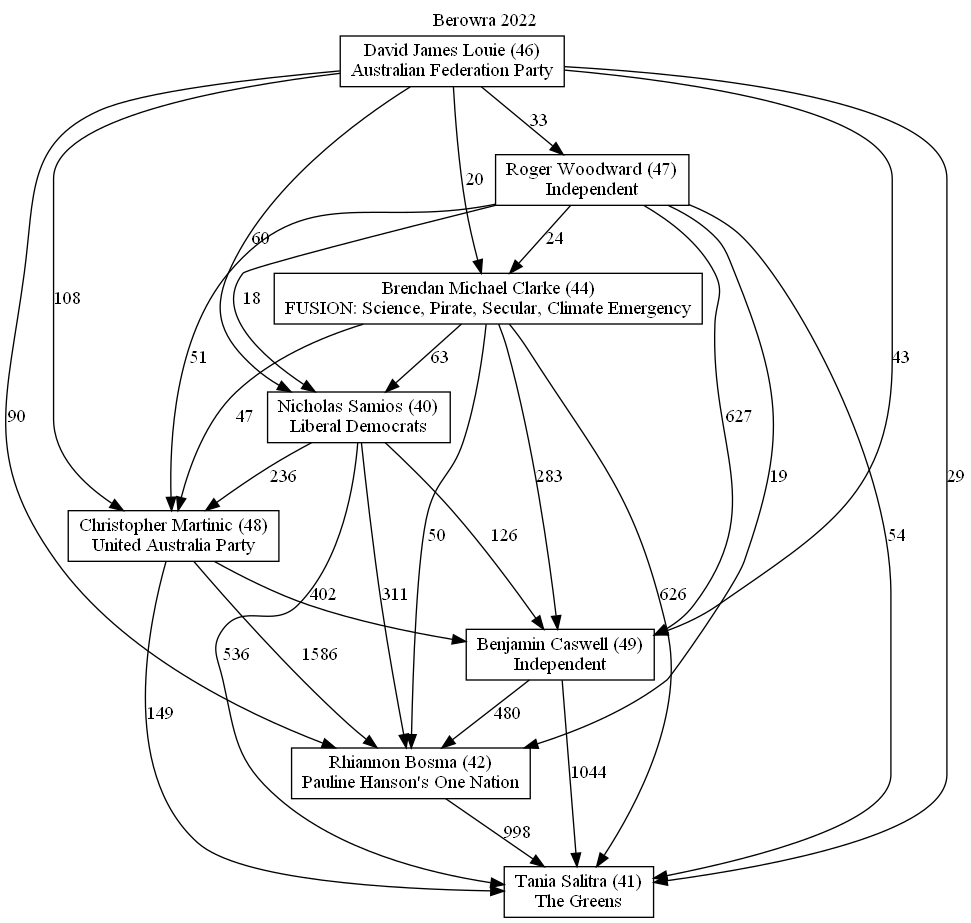 Berowra 2022
David James Louie (46)
Australian Federation Party
33
Roger Woodward (47)
Independent
20
60
24
Brendan Michael Clarke (44)
FUSION: Science, Pirate, Secular, Climate Emergency
108
18
51
63
43
Nicholas Samios (40)
Liberal Democrats
90
47
627
236
283
19
29
Christopher Martinic (48)
United Australia Party
50
126
54
402
311
626
Benjamin Caswell (49)
Independent
536
1586
149
480
Rhiannon Bosma (42)
Pauline Hanson's One Nation
1044
998
Tania Salitra (41)
The Greens